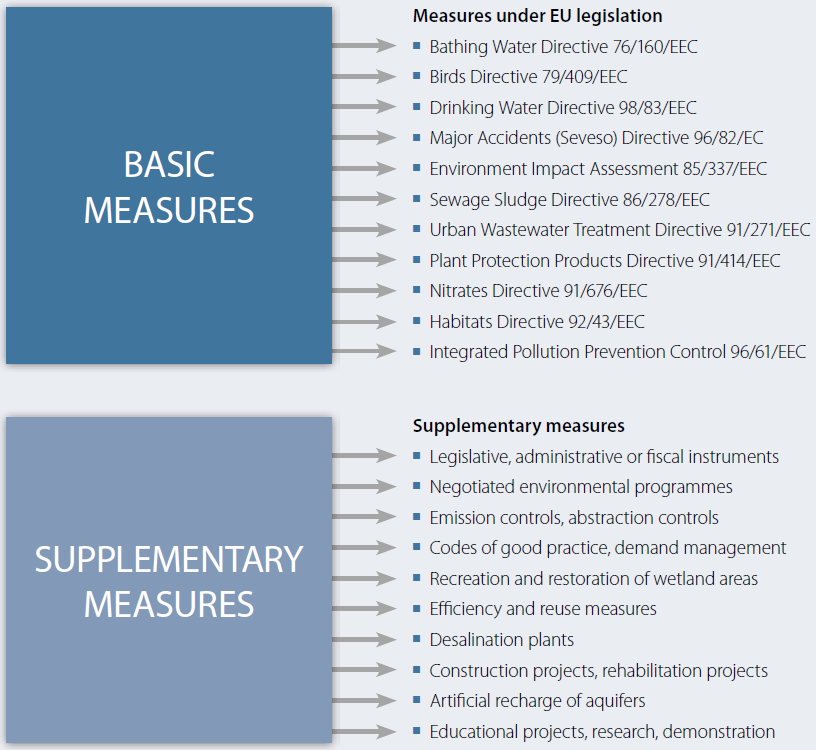 BASIC
MEASURES
Measures under EU legislation
Bathing Water Directive 76/160/EEC
Birds Directive 79/409/EEC
Drinking Water Directive 98/83/EEC
Major Accidents (Seveso) Directive 96/82/EC
Environment Impact Assessment 85/337/EEC
Sewage Sludge Directive 86/278/EEC
Urban Wastewater Treatment Directive 91/271/EEC
Plant Protection Products Directive 91/414/EEC
Nitrates Directive 91/676/EEC
Habitats Directive 92/43/EEC
Integrated Pollution Prevention Control 96/61/EEC
SUPPLEMENTARY
MEASURES
Supplementary measures
Legislative, administrative or fiscal instruments
Negotiated environmental programmes
Emission controls, abstraction controls
Codes of good practice, demand management
Recreation and restoration of wetland areas
Efficiency and reuse measures
Desalination plants
Construction projects, rehabilitation projects
Artificial recharge of aquifers
Educational projects, research, demonstration